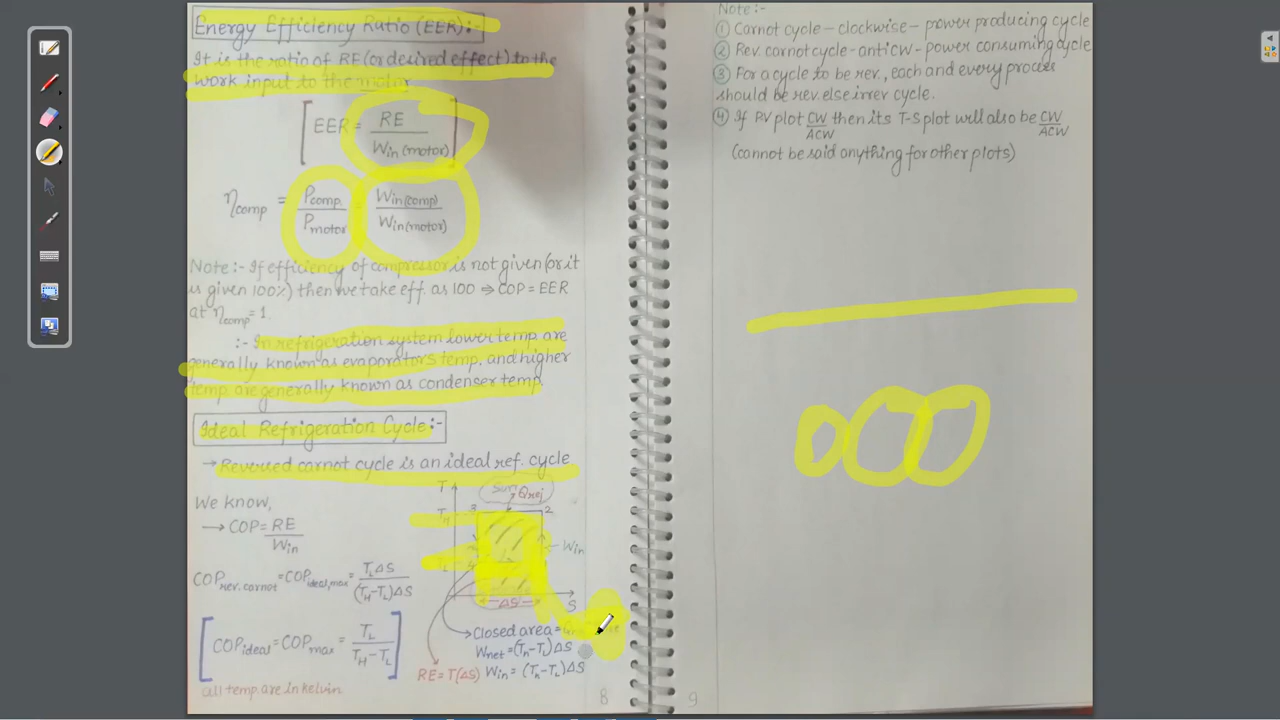 Energy Efficiency Ratio (EER):-
It is the ratio of RE (or desired effect) to the
work input to the motor
[ EER = RE / Win(motor) ]
ηcomp = Pcomp. / Pmotor = Win(comp) / Win(motor)
Note:- If efficiency of compressor is not given (or it
is given 100%) then we take eff. as 100 ⇒ COP = EER
at ηcomp = 1.
:- In refrigeration system lower temp. are
generally known as evaporators temp. and higher
temp are generally known as condenser temp.
Ideal Refrigeration Cycle:-
→ Reversed carnot cycle is an ideal ref. cycle
We know,
→ COP = RE / Win
COPrev.carnot = COPideal,max = TLΔS / (TH-TL)ΔS
[ COPideal = COPmax = TL / TH-TL ]
all temp. are in kelvin.
T
Qrej
TH
3
2
Win
TL
ΔS
S
Closed area =
Wnet = (TH-TL)ΔS
Win = (TH-TL)ΔS
RE = T(ΔS)
8
Note:-
① Carnot cycle - clockwise - power producing cycle
② Rev. carnot cycle - anti CW - power consuming cycle
③ For a cycle to be rev., each and every process
should be rev. else irrev cycle.
④ If PV plot CW/ACW then its T-S plot will also be CW/ACW
(cannot be said anything for other plots)
9